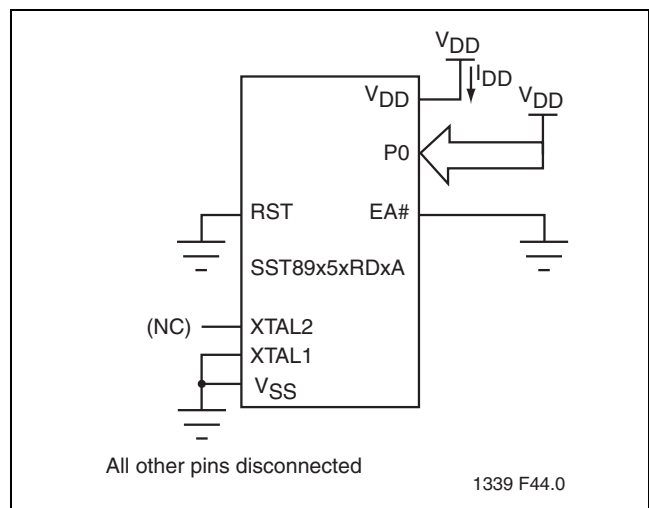 VDD
IDD
VDD
VDD
P0
RST
EA#
SST89x5xRDxA
(NC)
XTAL2
XTAL1
VSS
All other pins disconnected
1339 F44.0